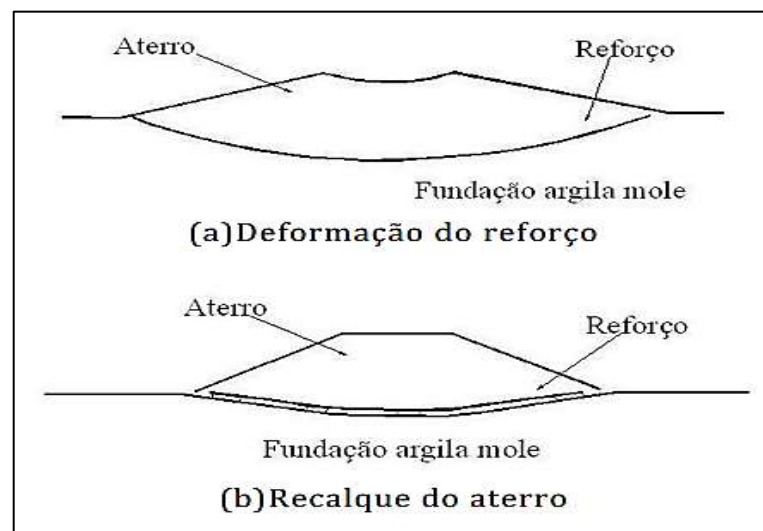 Aterro
Reforço
Fundação argila mole
(a)Deformação do reforço
Aterro
Reforço
Fundação argila mole
(b)Recalque do aterro